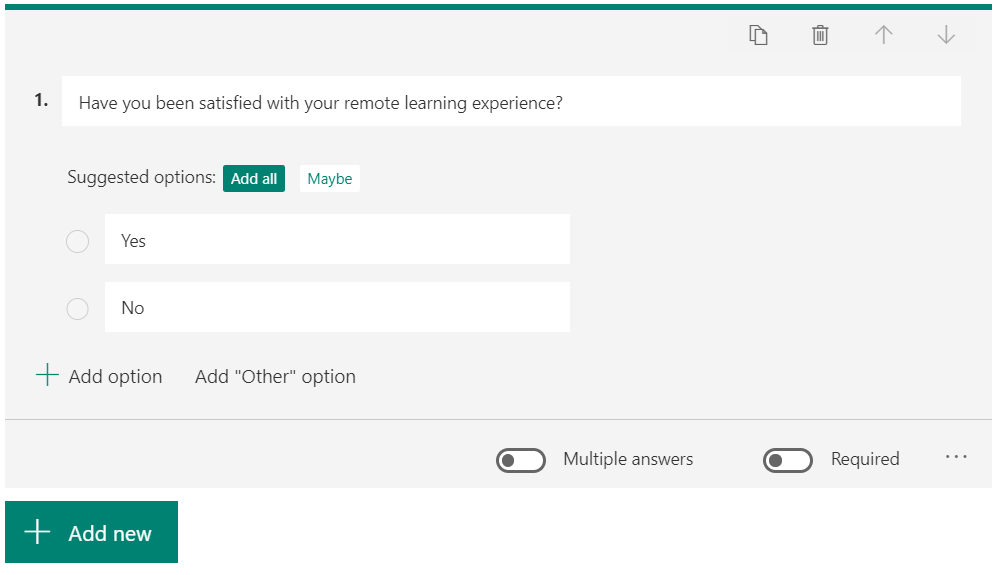 1. Have you been satisfied with your remote learning experience?
Suggested options: Add all Maybe
Yes
No
Add option Add "Other" option
Multiple answers Required
Add new